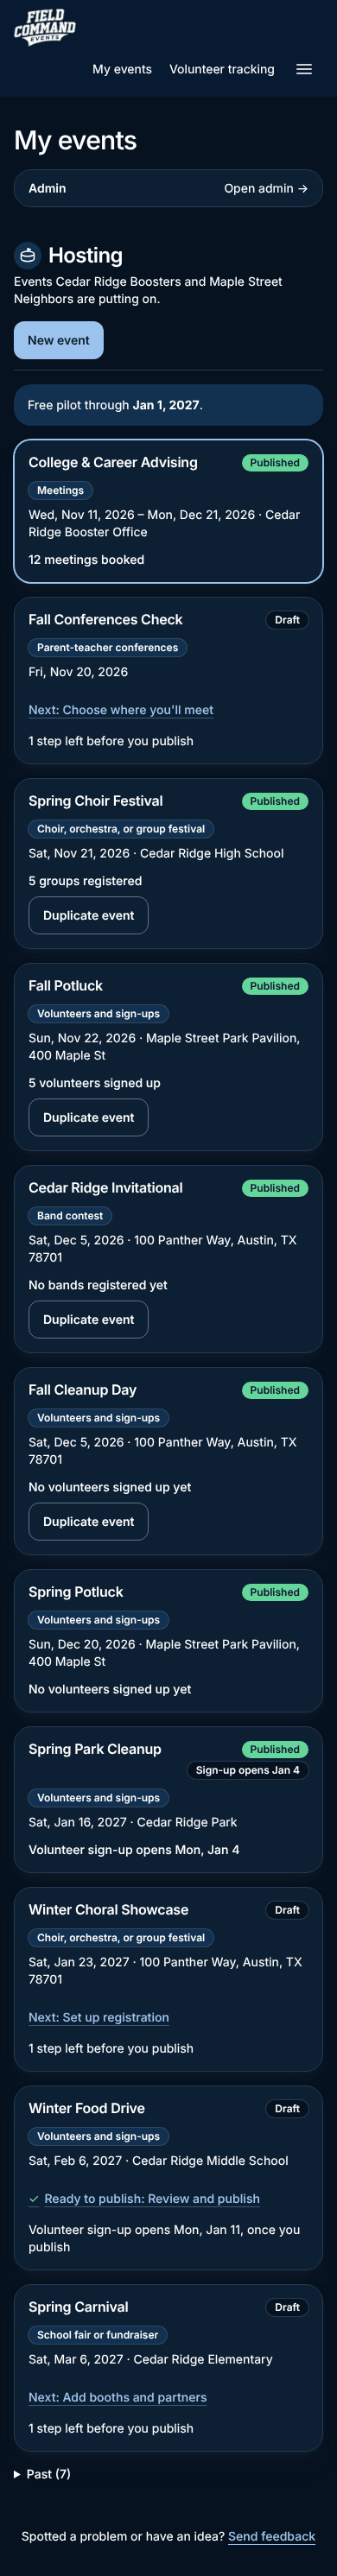 FIELD
COMMAND
EVENTS
My events
Volunteer tracking
My events
Admin
Open admin →
Hosting
Events Cedar Ridge Boosters and Maple Street
Neighbors are putting on.
New event
Free pilot through Jan 1, 2027.
College & Career Advising
Published
Meetings
Wed, Nov 11, 2026 – Mon, Dec 21, 2026 · Cedar
Ridge Booster Office
12 meetings booked
Fall Conferences Check
Draft
Parent-teacher conferences
Fri, Nov 20, 2026
Next: Choose where you'll meet
1 step left before you publish
Spring Choir Festival
Published
Choir, orchestra, or group festival
Sat, Nov 21, 2026 · Cedar Ridge High School
5 groups registered
Duplicate event
Fall Potluck
Published
Volunteers and sign-ups
Sun, Nov 22, 2026 · Maple Street Park Pavilion,
400 Maple St
5 volunteers signed up
Duplicate event
Cedar Ridge Invitational
Published
Band contest
Sat, Dec 5, 2026 · 100 Panther Way, Austin, TX
78701
No bands registered yet
Duplicate event
Fall Cleanup Day
Published
Volunteers and sign-ups
Sat, Dec 5, 2026 · 100 Panther Way, Austin, TX
78701
No volunteers signed up yet
Duplicate event
Spring Potluck
Published
Volunteers and sign-ups
Sun, Dec 20, 2026 · Maple Street Park Pavilion,
400 Maple St
No volunteers signed up yet
Spring Park Cleanup
Published
Sign-up opens Jan 4
Volunteers and sign-ups
Sat, Jan 16, 2027 · Cedar Ridge Park
Volunteer sign-up opens Mon, Jan 4
Winter Choral Showcase
Draft
Choir, orchestra, or group festival
Sat, Jan 23, 2027 · 100 Panther Way, Austin, TX
78701
Next: Set up registration
1 step left before you publish
Winter Food Drive
Draft
Volunteers and sign-ups
Sat, Feb 6, 2027 · Cedar Ridge Middle School
✓ Ready to publish: Review and publish
Volunteer sign-up opens Mon, Jan 11, once you
publish
Spring Carnival
Draft
School fair or fundraiser
Sat, Mar 6, 2027 · Cedar Ridge Elementary
Next: Add booths and partners
1 step left before you publish
▶ Past (7)
Spotted a problem or have an idea? Send feedback